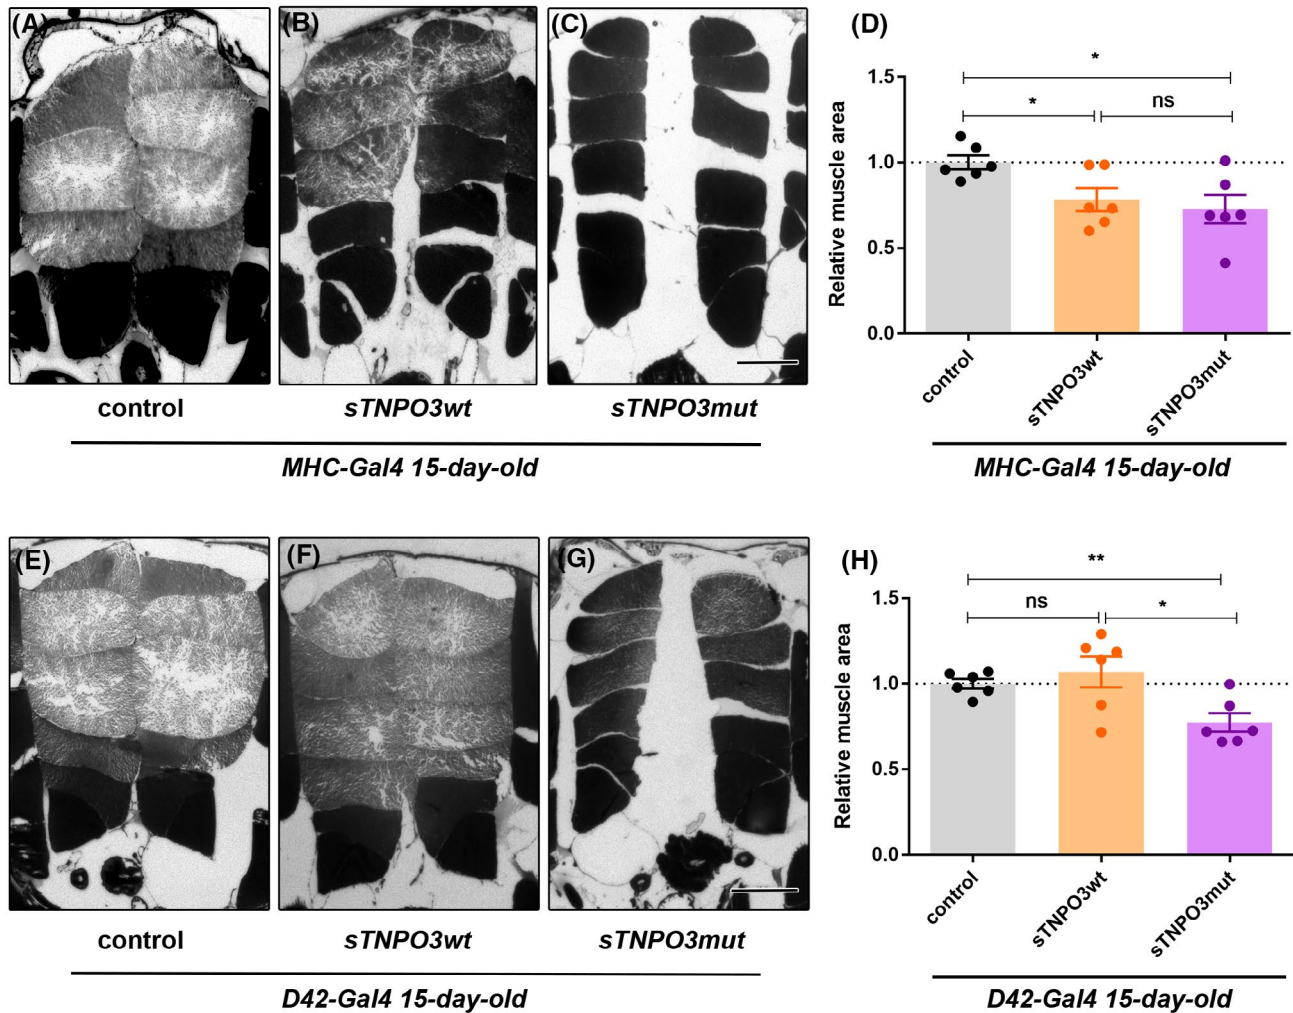 (A)
(B)
(C)
control
sTNPO3wt
sTNPO3mut
MHC-Gal4 15-day-old
(D)
*
*
ns
Relative muscle area
1.5
1.0
0.5
0.0
control
sTNPO3wt
sTNPO3mut
MHC-Gal4 15-day-old
(E)
(F)
(G)
control
sTNPO3wt
sTNPO3mut
D42-Gal4 15-day-old
(H)
**
ns
*
Relative muscle area
1.5
1.0
0.5
0.0
control
sTNPO3wt
sTNPO3mut
D42-Gal4 15-day-old